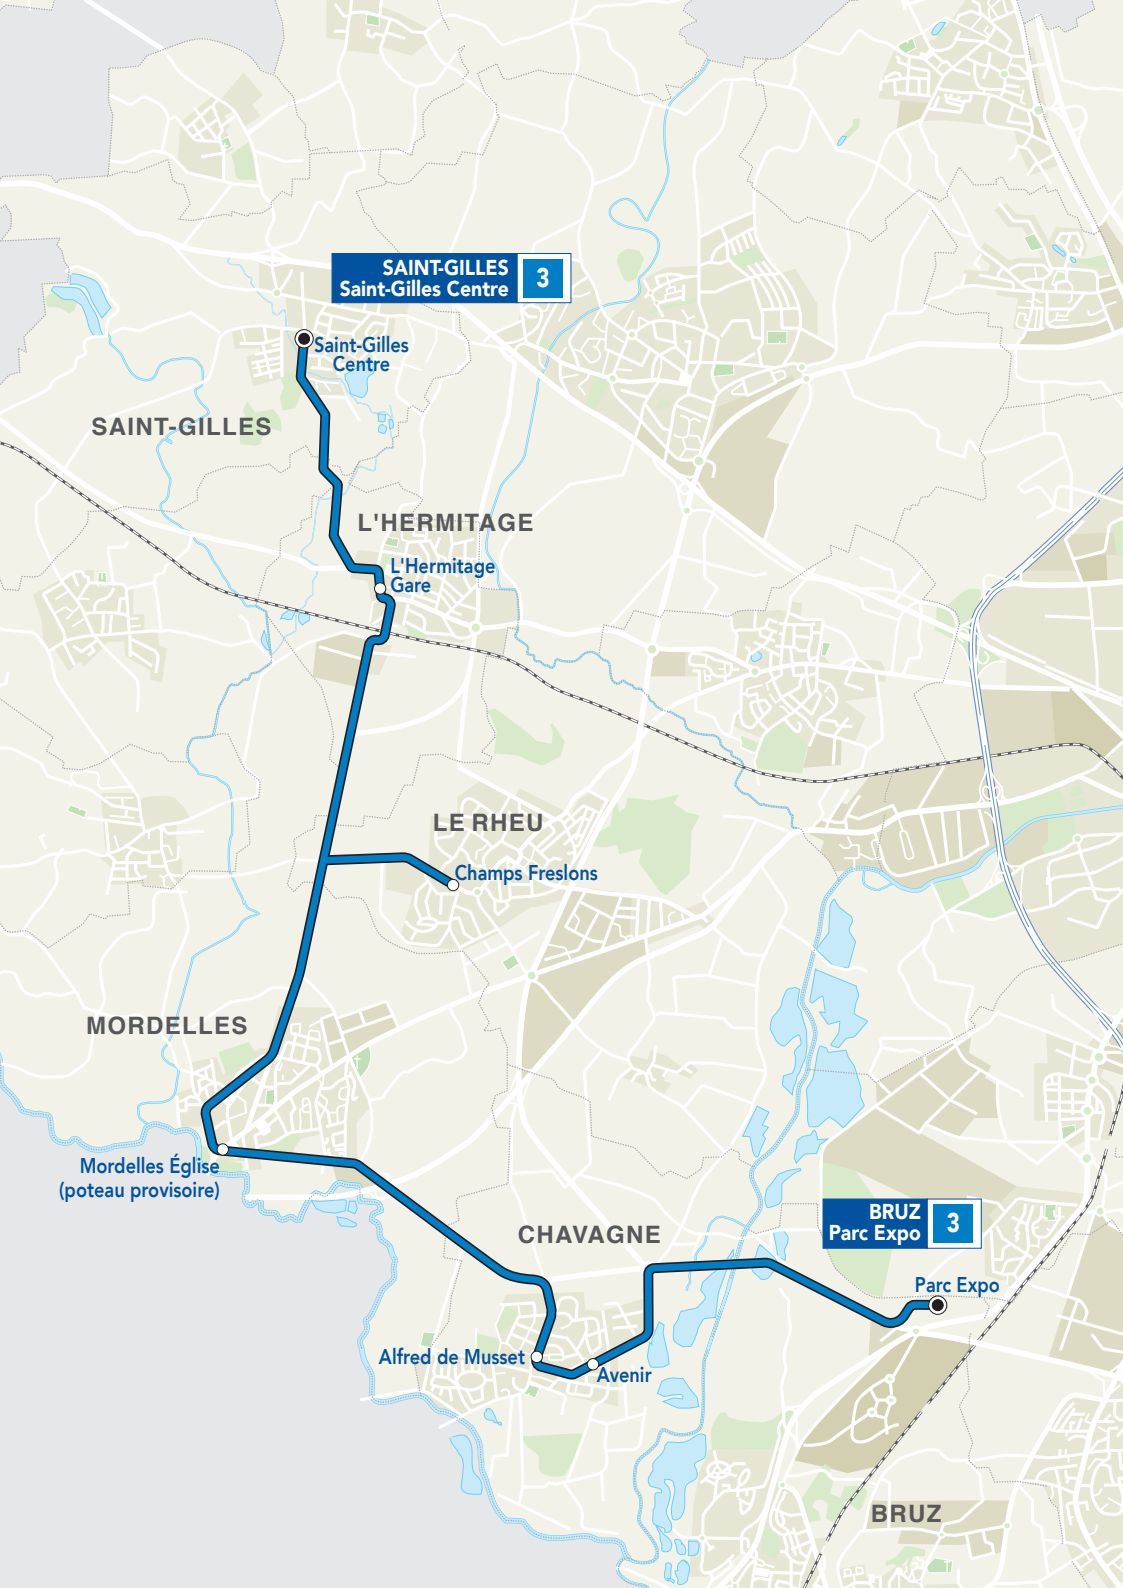 SAINT-GILLES
Saint-Gilles Centre
3
Saint-Gilles
Centre
SAINT-GILLES
L'HERMITAGE
L'Hermitage
Gare
LE RHEU
Champs Freslons
MORDELLES
Mordelles Église
(poteau provisoire)
BRUZ
Parc Expo
3
CHAVAGNE
Parc Expo
Alfred de Musset
Avenir
BRUZ